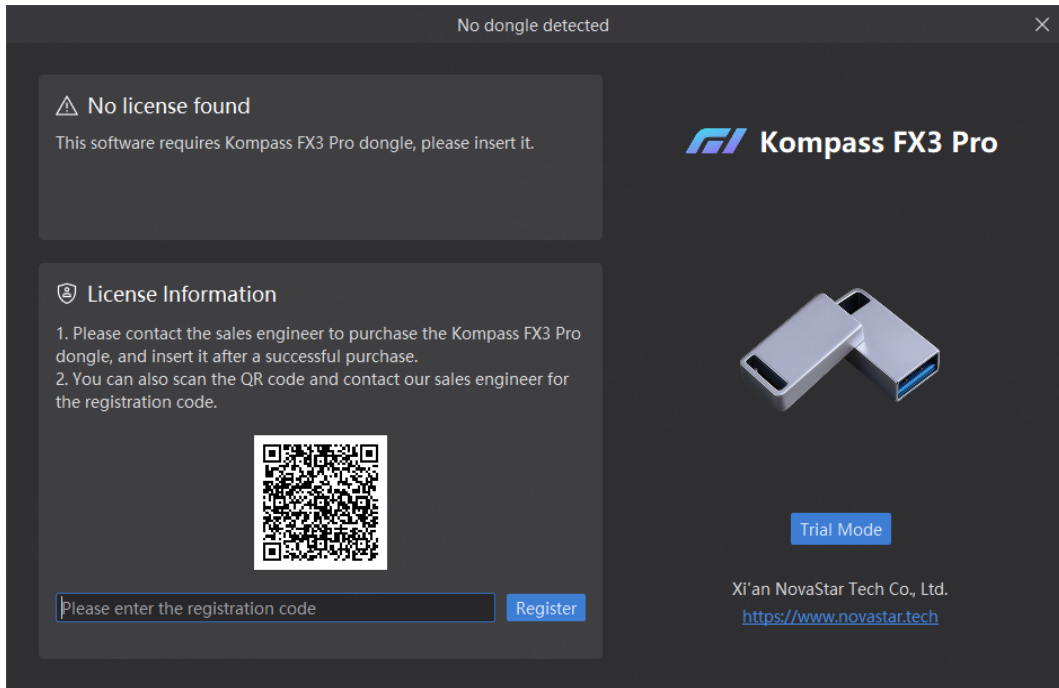 No dongle detected
No license found
This software requires Kompass FX3 Pro dongle, please insert it.
License Information
1. Please contact the sales engineer to purchase the Kompass FX3 Pro
dongle, and insert it after a successful purchase.
2. You can also scan the QR code and contact our sales engineer for
the registration code.
Please enter the registration code
Register
Kompass FX3 Pro
Trial Mode
Xi'an NovaStar Tech Co., Ltd.
https://www.novastar.tech